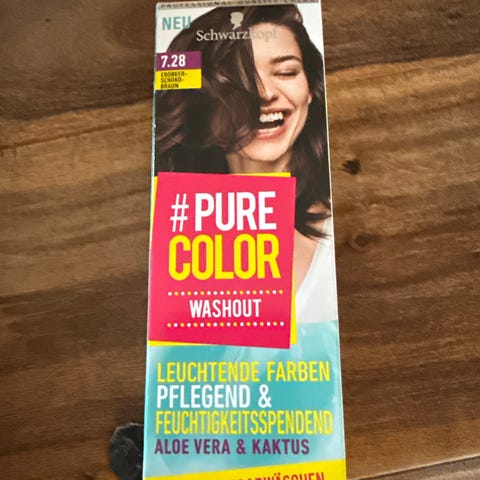 PROFESSIONAL QUALITY
NEU
Schwarzkopf
7.28
ERDBEER-
SCHOKO-
BRAUN
#PURE
COLOR
WASHOUT
LEUCHTENDE FARBEN
PFLEGEND &
FEUCHTIGKEITSSPENDEND
ALOE VERA & KAKTUS